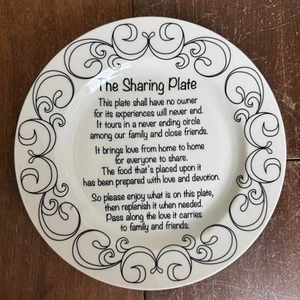 The Sharing Plate
This plate shall have no owner
for its experiences will never end.
It tours in a never ending circle
among our family and close friends.
It brings love from home to home
for everyone to share.
The food that's placed upon it
has been prepared with love and devotion.
So please enjoy what is on this plate,
then replenish it when needed.
Pass along the love it carries
to family and friends.